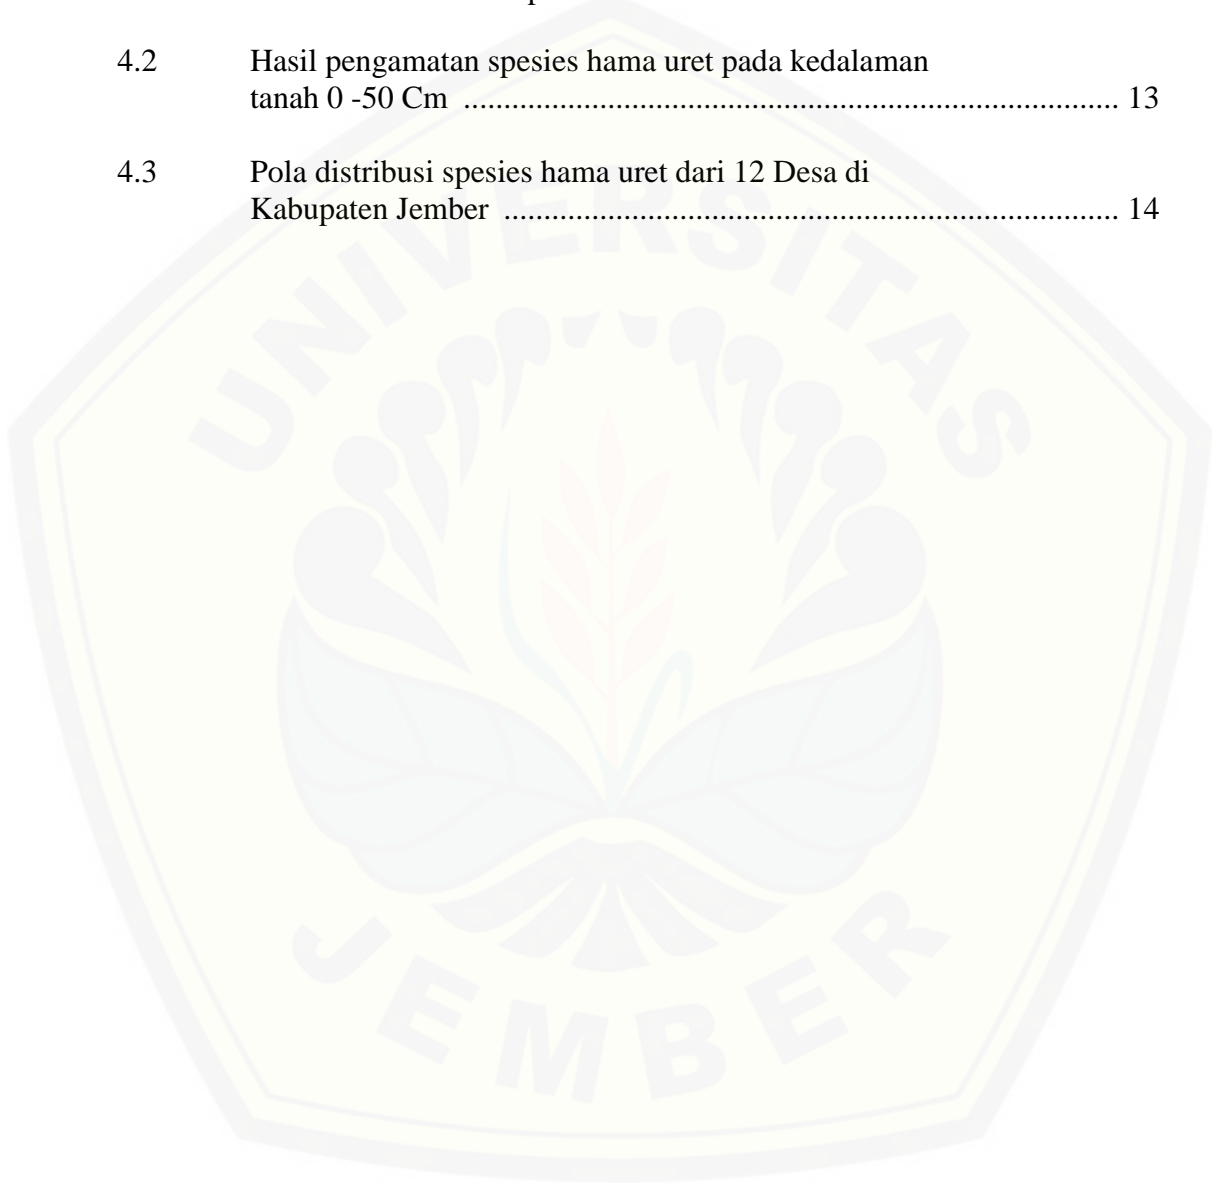 4.2 Hasil pengamatan spesies hama uret pada kedalaman
tanah 0 -50 Cm .................................................................... 13
4.3 Pola distribusi spesies hama uret dari 12 Desa di
Kabupaten Jember ................................................................ 14
UNIVERSITAS
JEMBER